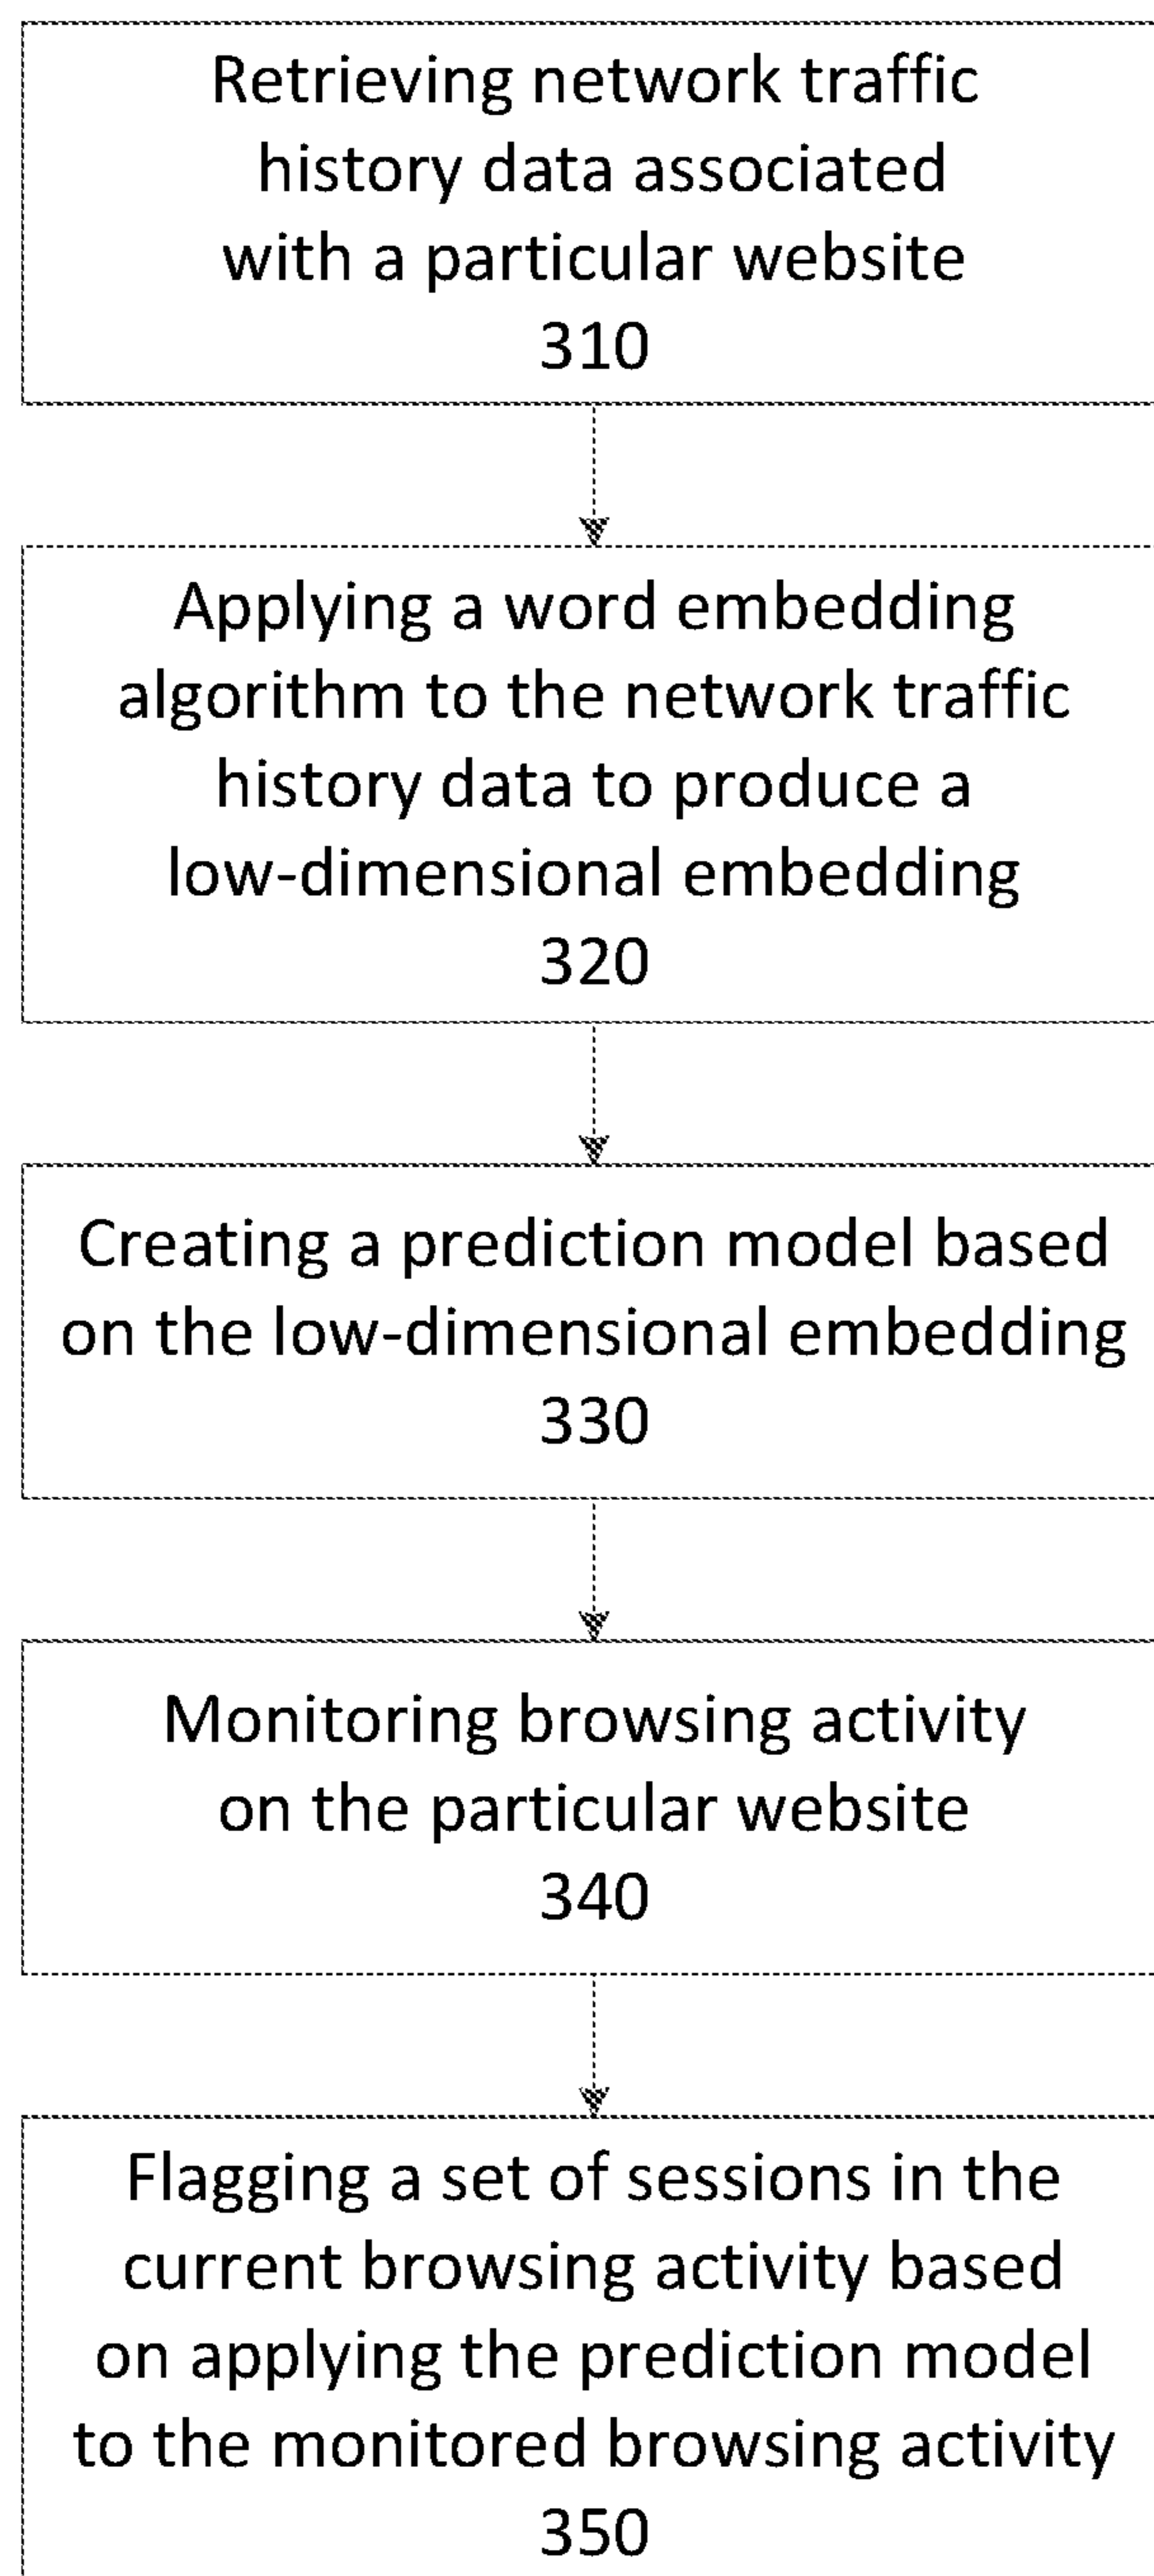 Retrieving network traffic
history data associated
with a particular website
310
Applying a word embedding
algorithm to the network traffic
history data to produce a
low-dimensional embedding
320
Creating a prediction model based
on the low-dimensional embedding
330
Monitoring browsing activity
on the particular website
340
Flagging a set of sessions in the
current browsing activity based
on applying the prediction model
to the monitored browsing activity
350